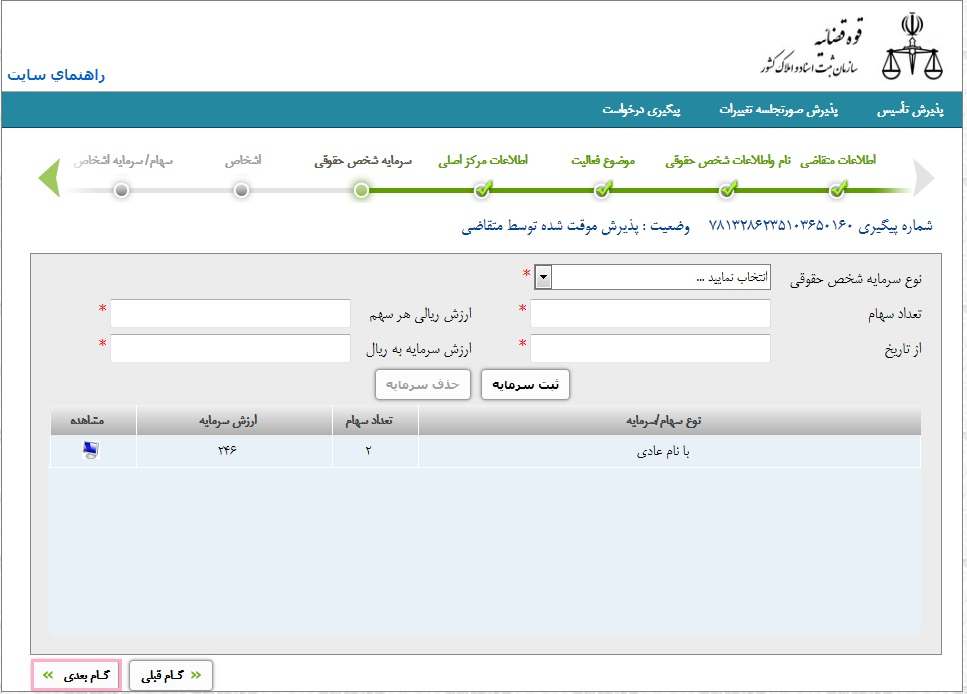 قوه قضائیه
سازمان ثبت اسناد و املاک کشور
راهنمای سایت
پذیرش تأسیس پذیرش صورتجلسه تغییرات پیگیری درخواست
اطلاعات متقاضی نام واطلاعات شخص حقوقی موضوع فعالیت اطلاعات مرکز اصلی سرمایه شخص حقوقی اشخاص سهام/ سرمایه اشخاص
شماره پیگیری ۷۸۱۳۲۸۶۲۳۵۱۰۳۶۵۰۱۶۰ وضعیت : پذیرش موقت شده توسط متقاضی
نوع سرمایه شخص حقوقی انتخاب نمایید ... *
تعداد سهام * ارزش ریالی هر سهم *
از تاریخ * ارزش سرمایه به ریال *
ثبت سرمایه حذف سرمایه
نوع سهام/سرمایه تعداد سهام ارزش سرمایه مشاهده
با نام عادی ۲ ۲۴۶
گام قبلی گام بعدی